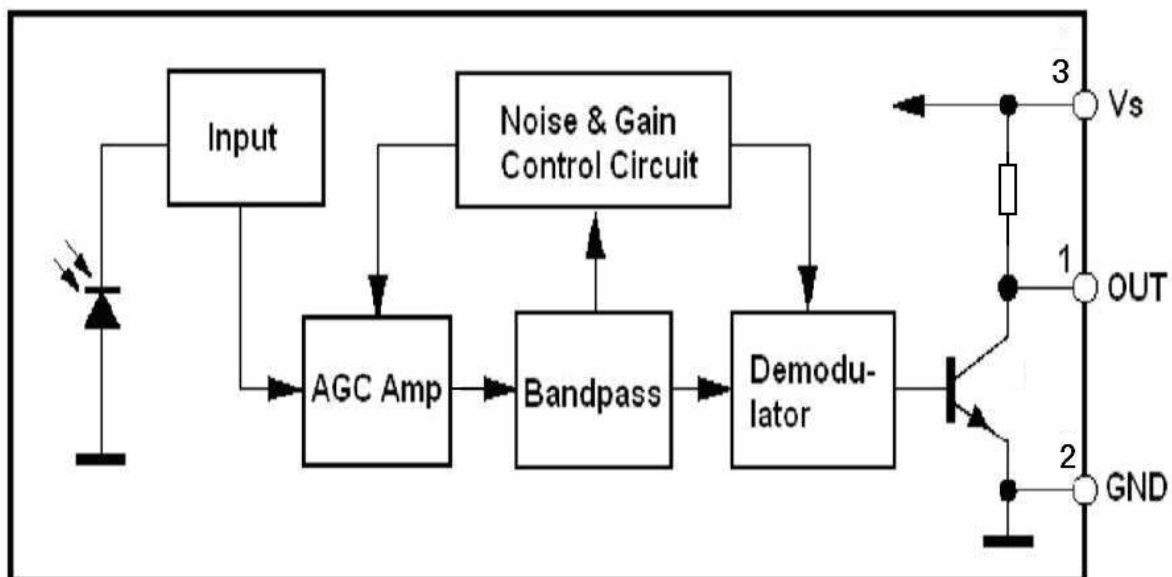 Input
Noise & Gain
Control Circuit
AGC Amp
Bandpass
Demodu-
lator
3
Vs
1
OUT
2
GND